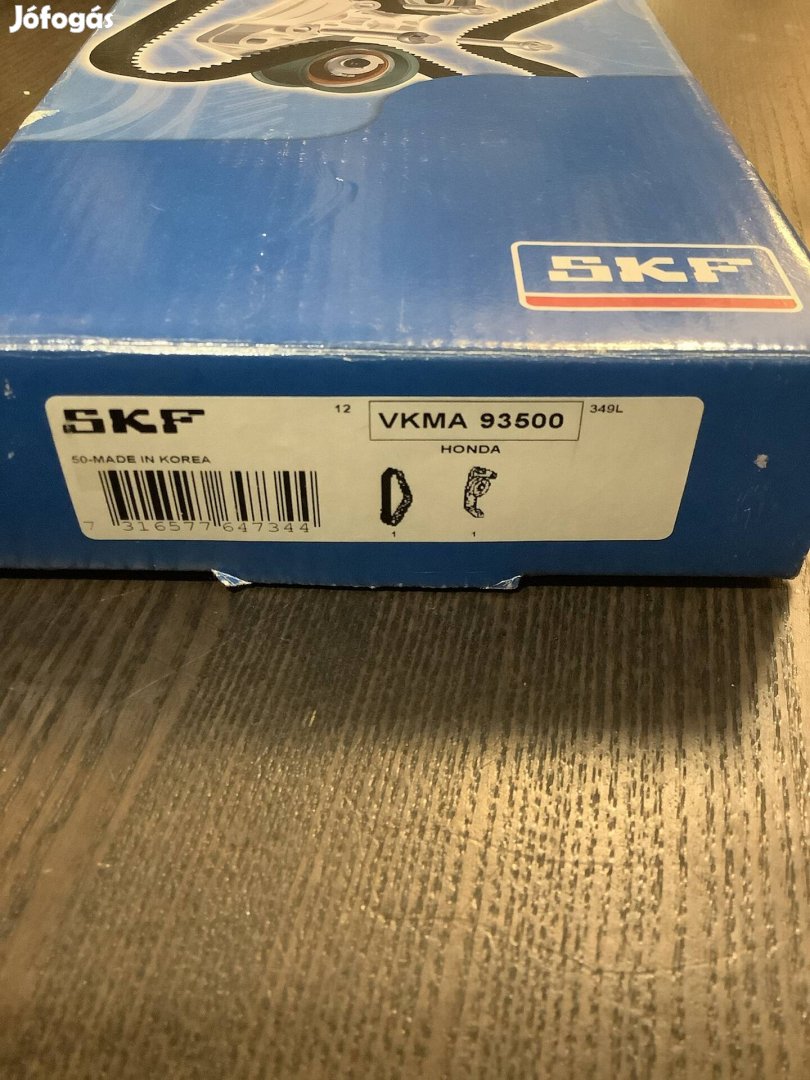 Jófogás
SKF
SKF
12
VKMA 93500
349L
50-MADE IN KOREA
HONDA
7 316577 647344
1
1